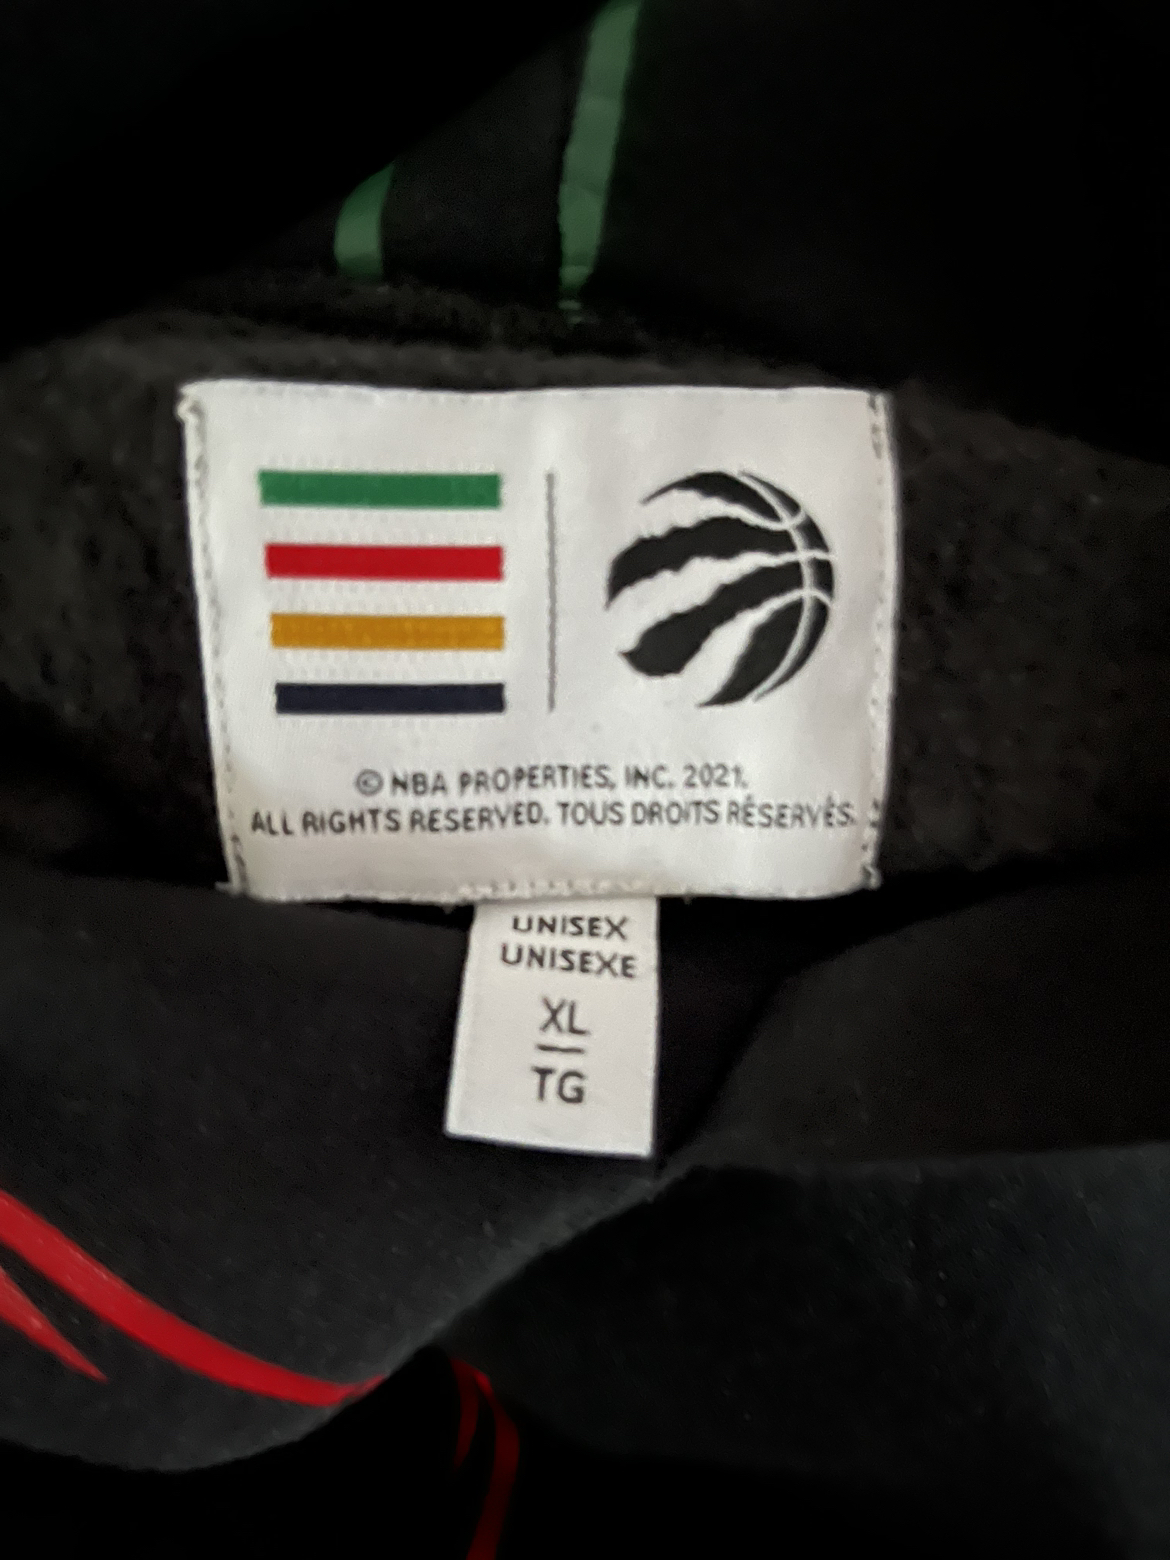 © NBA PROPERTIES, INC. 2021.
ALL RIGHTS RESERVED. TOUS DROITS RÉSERVÉS.
UNISEX
UNISEXE
XL
TG